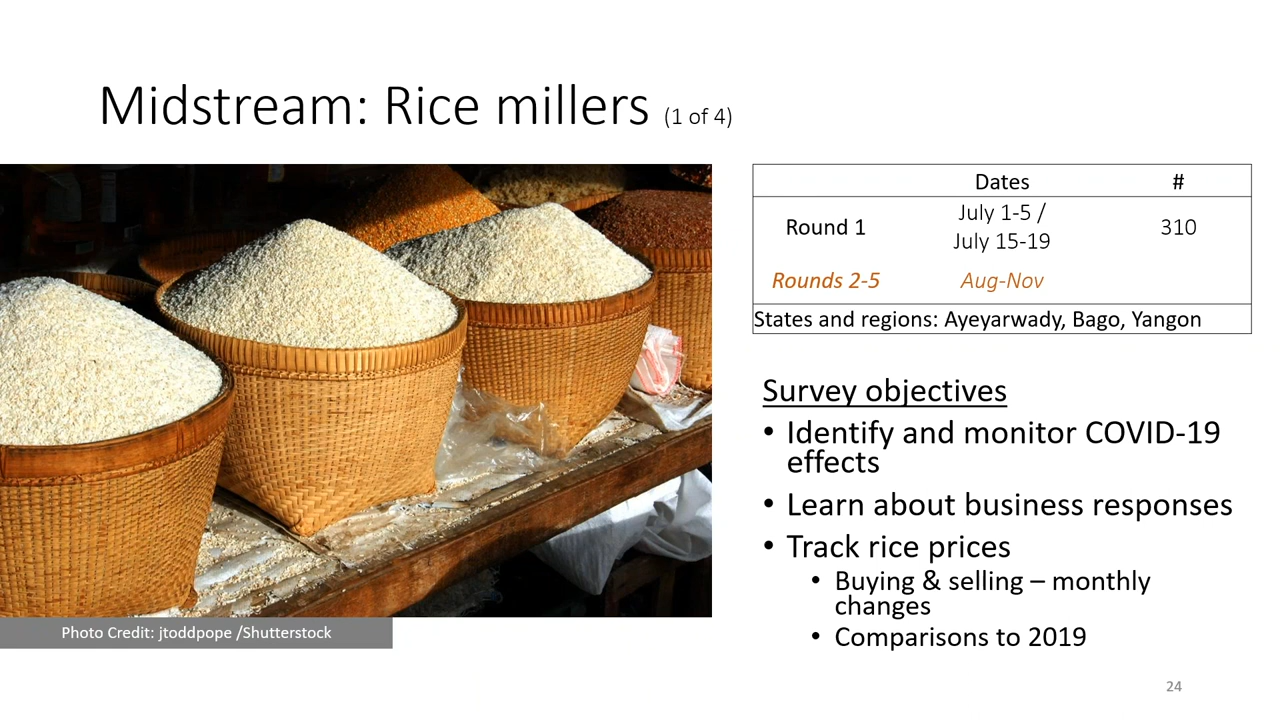 Midstream: Rice millers (1 of 4)
Dates #
Round 1
July 1-5 /
July 15-19
310
Rounds 2-5 Aug-Nov
States and regions: Ayeyarwady, Bago, Yangon
Survey objectives
• Identify and monitor COVID-19
effects
• Learn about business responses
• Track rice prices
• Buying & selling – monthly
changes
• Comparisons to 2019
Photo Credit: jtoddpope /Shutterstock
24